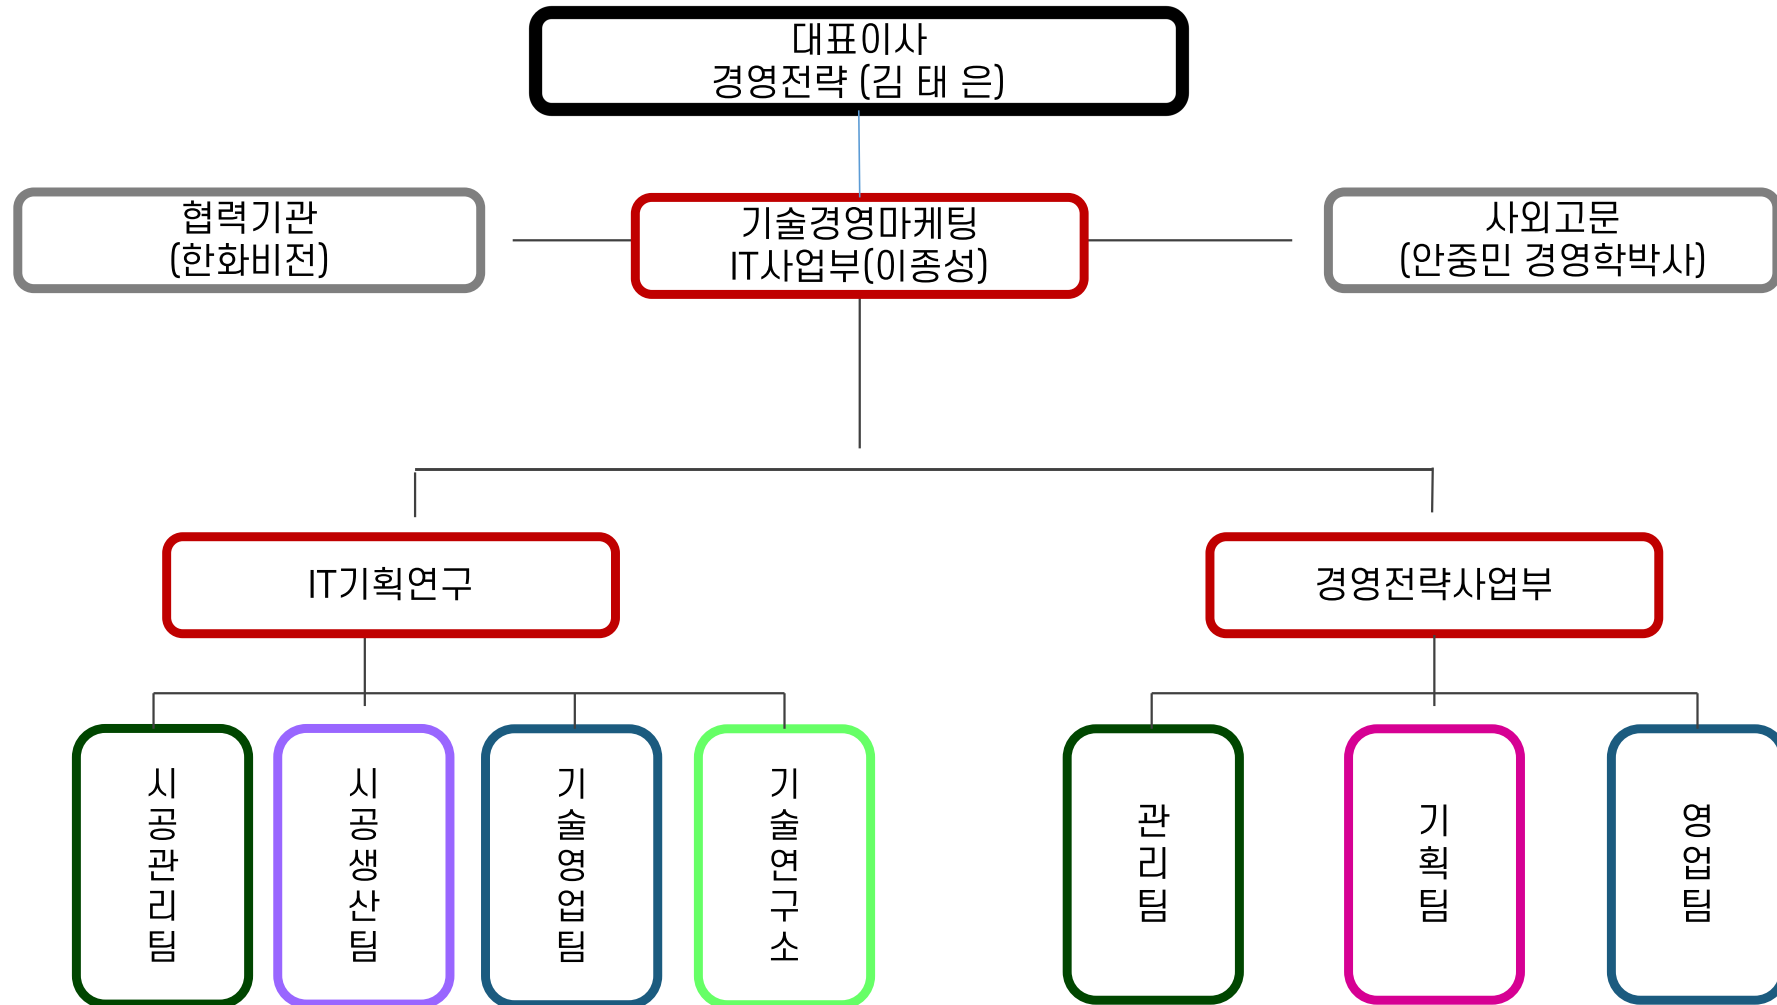 대표이사
경영전략 (김 태 은)
협력기관
(한화비전)
기술경영마케팅
IT사업부(이종성)
사외고문
(안중민 경영학박사)
IT기획연구
경영전략사업부
시공관리팀
시공생산팀
기술영업팀
기술연구소
관리팀
기획팀
영업팀